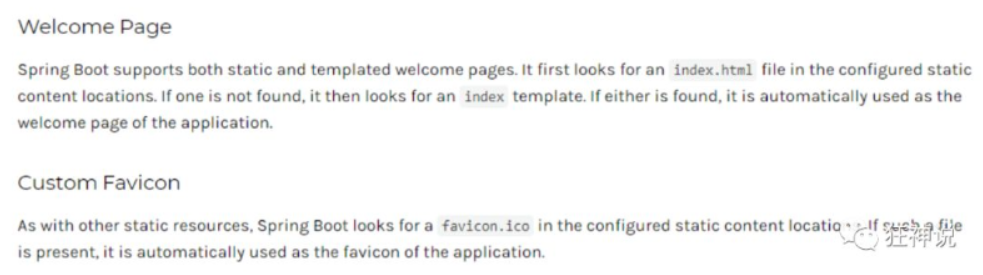 Welcome Page
Spring Boot supports both static and templated welcome pages. It first looks for an index.html file in the configured static
content locations. If one is not found, it then looks for an index template. If either is found, it is automatically used as the
welcome page of the application.
Custom Favicon
As with other static resources, Spring Boot looks for a favicon.ico in the configured static content locatio If such a file
is present, it is automatically used as the favicon of the application.
狂神说